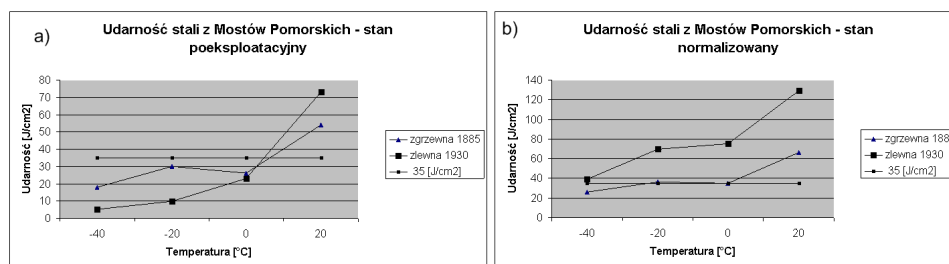 a)
Udarność stali z Mostów Pomorskich - stan
poeksploatacyjny
Udarność [J/cm2]
80
70
60
50
40
30
20
10
0
-40
-20
0
20
Temperatura [°C]
zgrzewna 1885
zlewna 1930
35 [J/cm2]
b)
Udarność stali z Mostów Pomorskich - stan
normalizowany
Udarność [J/cm2]
140
120
100
80
60
40
20
0
-40
-20
0
20
Temperatura [°C]
zgrzewna 188
zlewna 1930
35 [J/cm2]